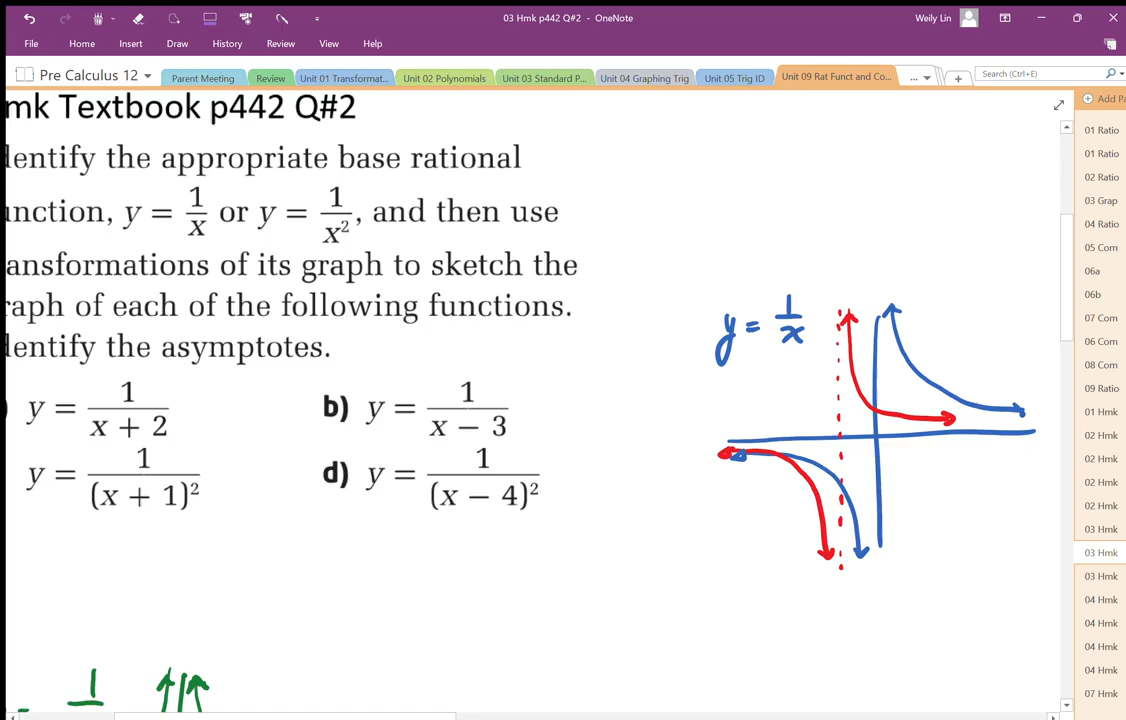 03 Hmk p442 Q#2 - OneNote
Weily Lin
File Home Insert Draw History Review View Help
Pre Calculus 12
Parent Meeting Review Unit 01 Transformat... Unit 02 Polynomials Unit 03 Standard P... Unit 04 Graphing Trig Unit 05 Trig ID Unit 09 Rat Funct and Co... ... + Search (Ctrl+E)
Add Pa
mk Textbook p442 Q#2
dentify the appropriate base rational
unction, y = 1/x or y = 1/x², and then use
ansformations of its graph to sketch the
raph of each of the following functions.
dentify the asymptotes.
) y = 1/(x + 2) b) y = 1/(x − 3)
y = 1/(x + 1)² d) y = 1/(x − 4)²
y = 1/x
1
01 Ratio
01 Ratio
02 Ratio
03 Grap
04 Ratio
05 Com
06a
06b
07 Com
06 Com
08 Com
09 Ratio
01 Hmk
02 Hmk
02 Hmk
02 Hmk
02 Hmk
03 Hmk
03 Hmk
03 Hmk
04 Hmk
04 Hmk
04 Hmk
04 Hmk
07 Hmk